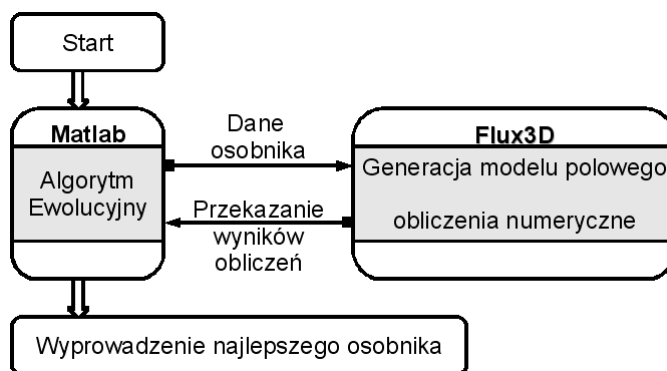 Start
Matlab
Algorytm
Ewolucyjny
Dane
osobnika
Przekazanie
wyników
obliczeń
Flux3D
Generacja modelu polowego
obliczenia numeryczne
Wyprowadzenie najlepszego osobnika